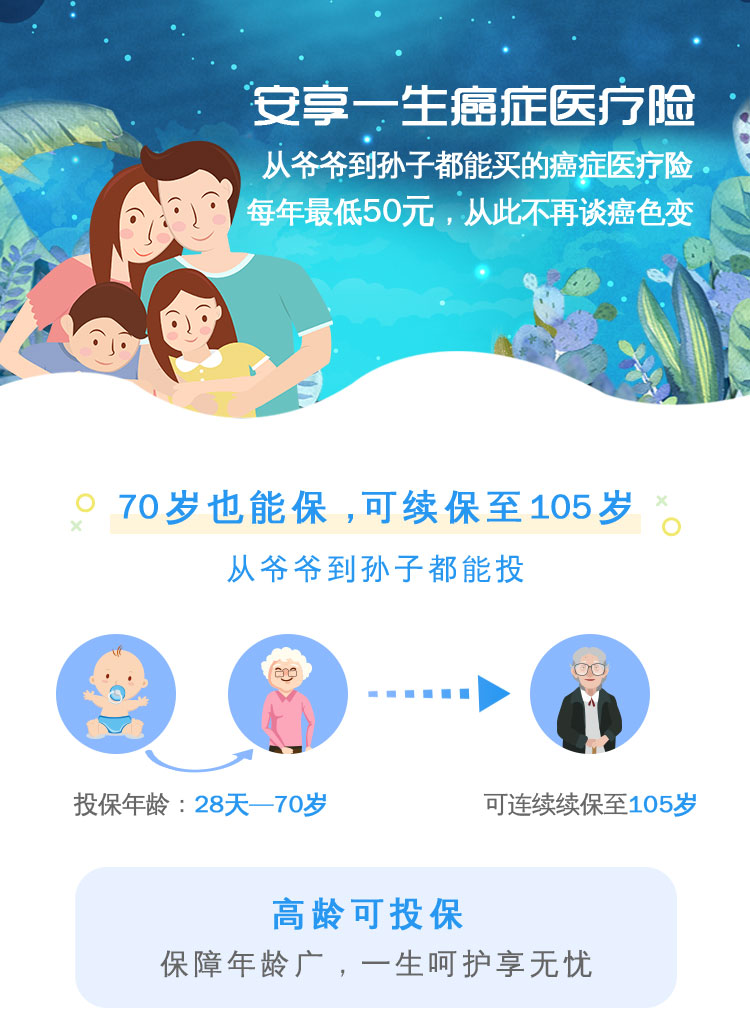 安享一生癌症医疗险
从爷爷到孙子都能买的癌症医疗险
每年最低50元，从此不再谈癌色变
70岁也能保，可续保至105岁
从爷爷到孙子都能投
投保年龄：28天—70岁
可连续续保至105岁
高龄可投保
保障年龄广，一生呵护享无忧